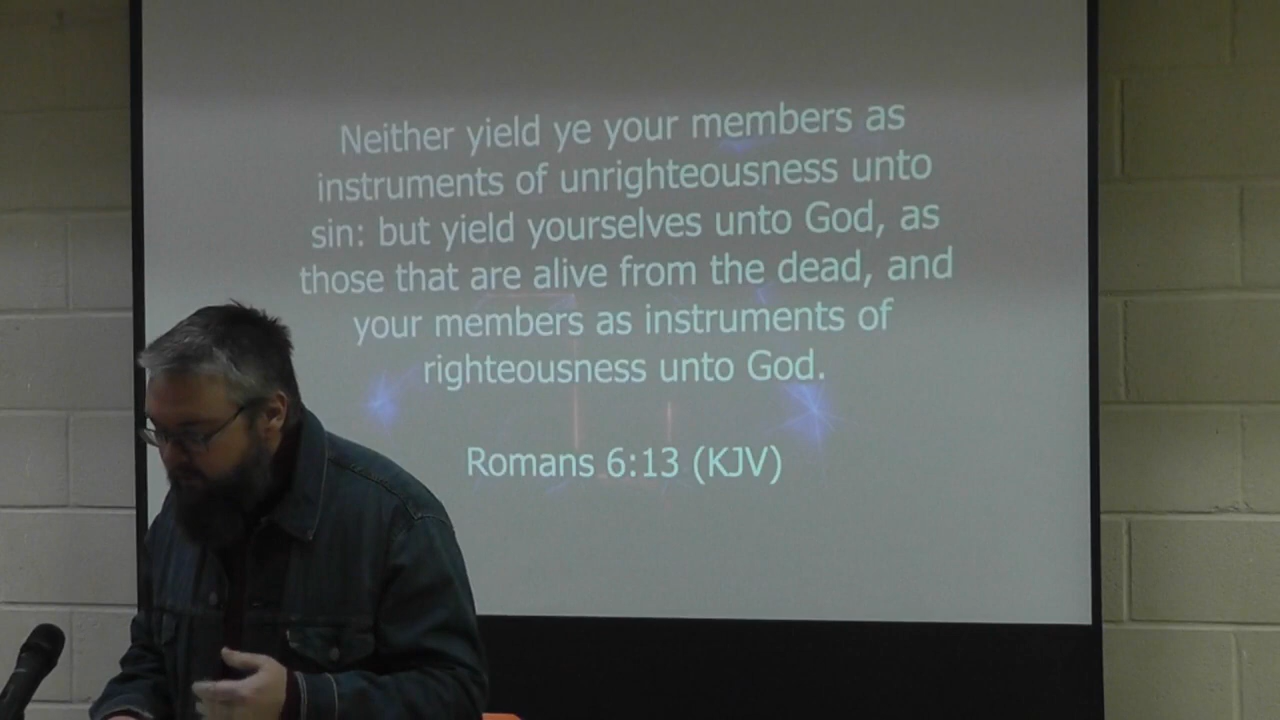 Neither yield ye your members as
instruments of unrighteousness unto
sin: but yield yourselves unto God, as
those that are alive from the dead, and
your members as instruments of
righteousness unto God.
Romans 6:13 (KJV)